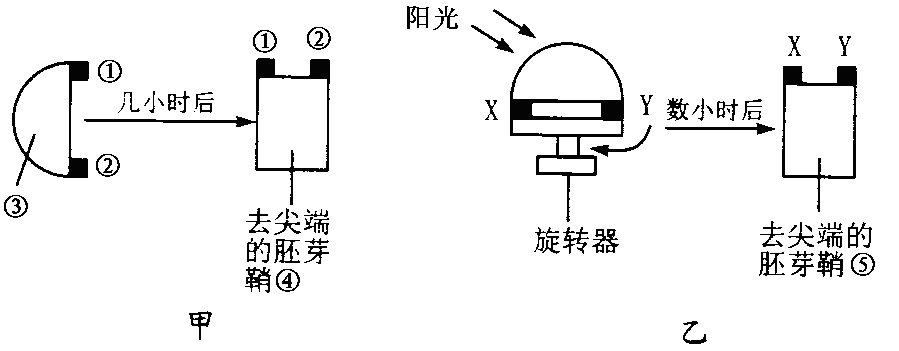 阳光
① ②
X Y
①
几小时后
X Y 数小时后
②
③
去尖端
的胚芽
鞘④
旋转器
去尖端的
胚芽鞘⑤
甲
乙